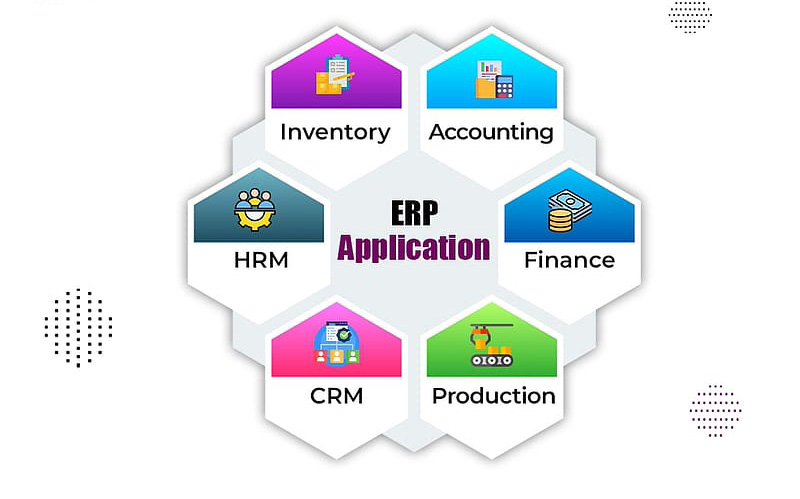 Inventory
Accounting
ERP
Application
HRM
Finance
CRM
Production